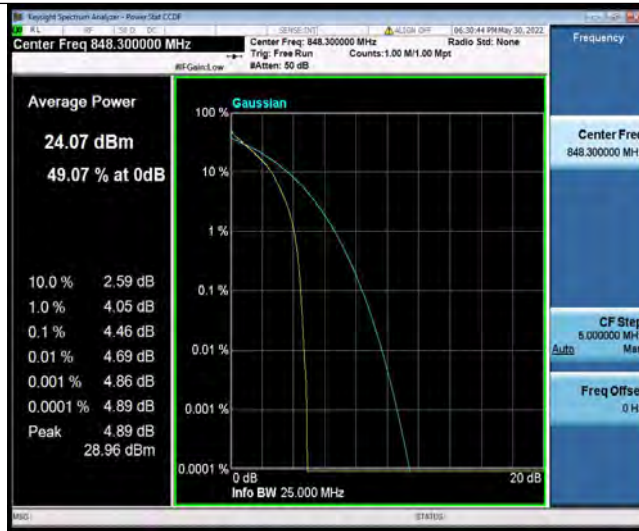 Keysight Spectrum Analyzer - Power Stat CCDF
RL RF 50 Ω DC SENSE:INT ALIGN OFF 06:30:44 PM May 30, 2022
Center Freq 848.300000 MHz
Center Freq: 848.300000 MHz Radio Std: None
Trig: Free Run Counts:1.00 M/1.00 Mpt
#IFGain:Low #Atten: 50 dB
Frequency
Average Power
24.07 dBm
49.07 % at 0dB
10.0 % 2.59 dB
1.0 % 4.05 dB
0.1 % 4.46 dB
0.01 % 4.69 dB
0.001 % 4.86 dB
0.0001 % 4.89 dB
Peak 4.89 dB
28.96 dBm
Gaussian
100 %
10 %
1 %
0.1 %
0.01 %
0.001 %
0.0001 %
0 dB 20 dB
Info BW 25.000 MHz
Center Freq
848.300000 MH
CF Step
5.000000 MH
Auto Man
Freq Offse
0 H
MSG STATUS